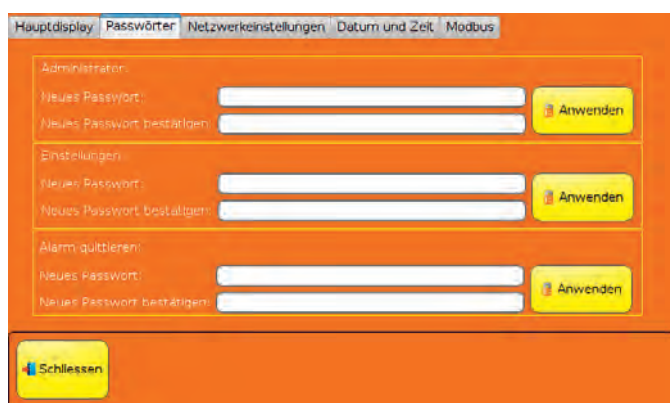 Hauptdisplay Passwörter Netzwerkeinstellungen Datum und Zeit Modbus
Administrator:
Neues Passwort:
Neues Passwort bestätigen:
Anwenden
Einstellungen:
Neues Passwort:
Neues Passwort bestätigen:
Anwenden
Alarm quittieren:
Neues Passwort:
Neues Passwort bestätigen:
Anwenden
Schliessen